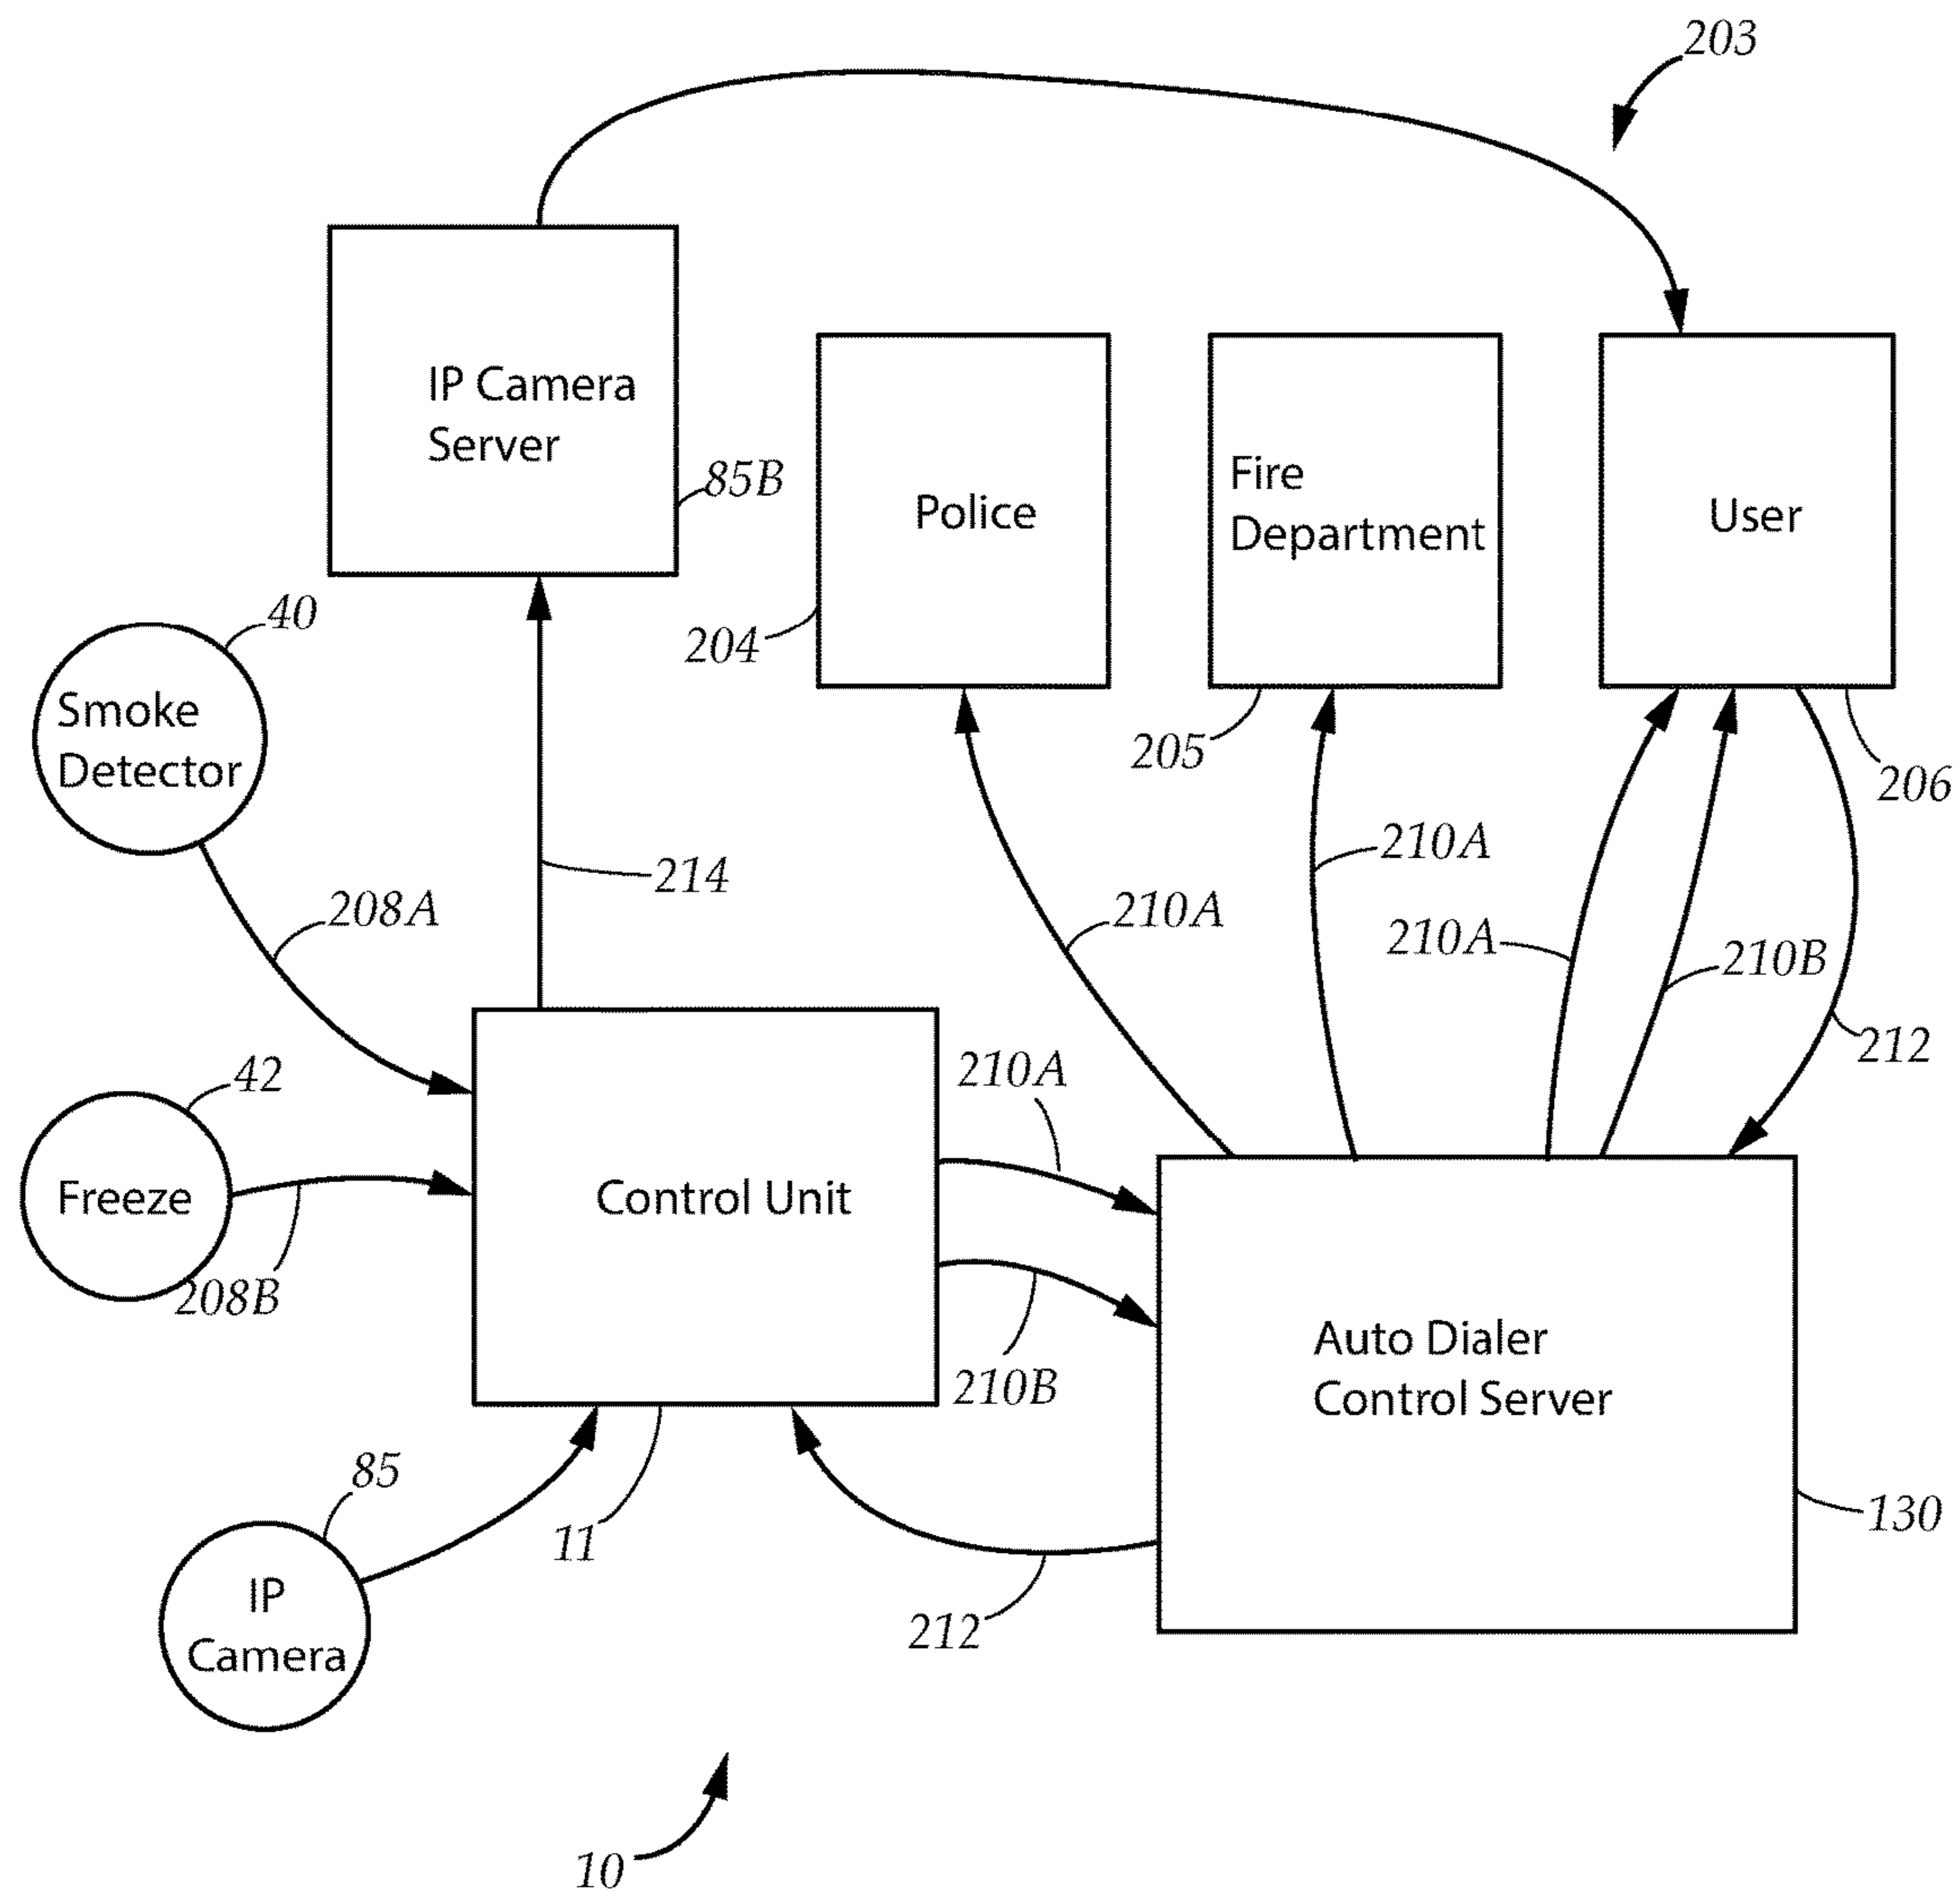 203
IP Camera
Server
85B
Police
204
Fire
Department
205
User
206
40
Smoke
Detector
208A
214
210A
210A
210A
210B
212
42
Freeze
208B
Control Unit
210A
210B
Auto Dialer
Control Server
130
85
IP
Camera
11
212
10